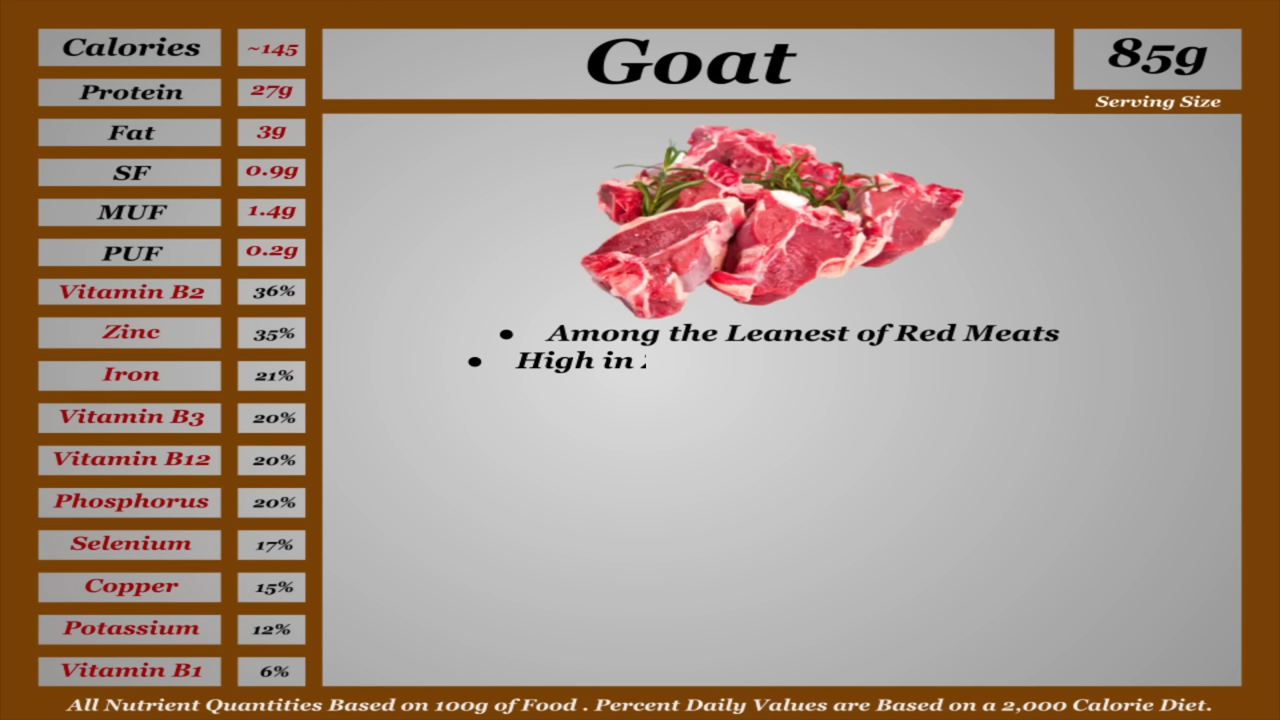 Goat
85g
Serving Size
Calories ~145
Protein 27g
Fat 3g
SF 0.9g
MUF 1.4g
PUF 0.2g
Vitamin B2 36%
Zinc 35%
Iron 21%
Vitamin B3 20%
Vitamin B12 20%
Phosphorus 20%
Selenium 17%
Copper 15%
Potassium 12%
Vitamin B1 6%
● Among the Leanest of Red Meats
● High in
All Nutrient Quantities Based on 100g of Food . Percent Daily Values are Based on a 2,000 Calorie Diet.